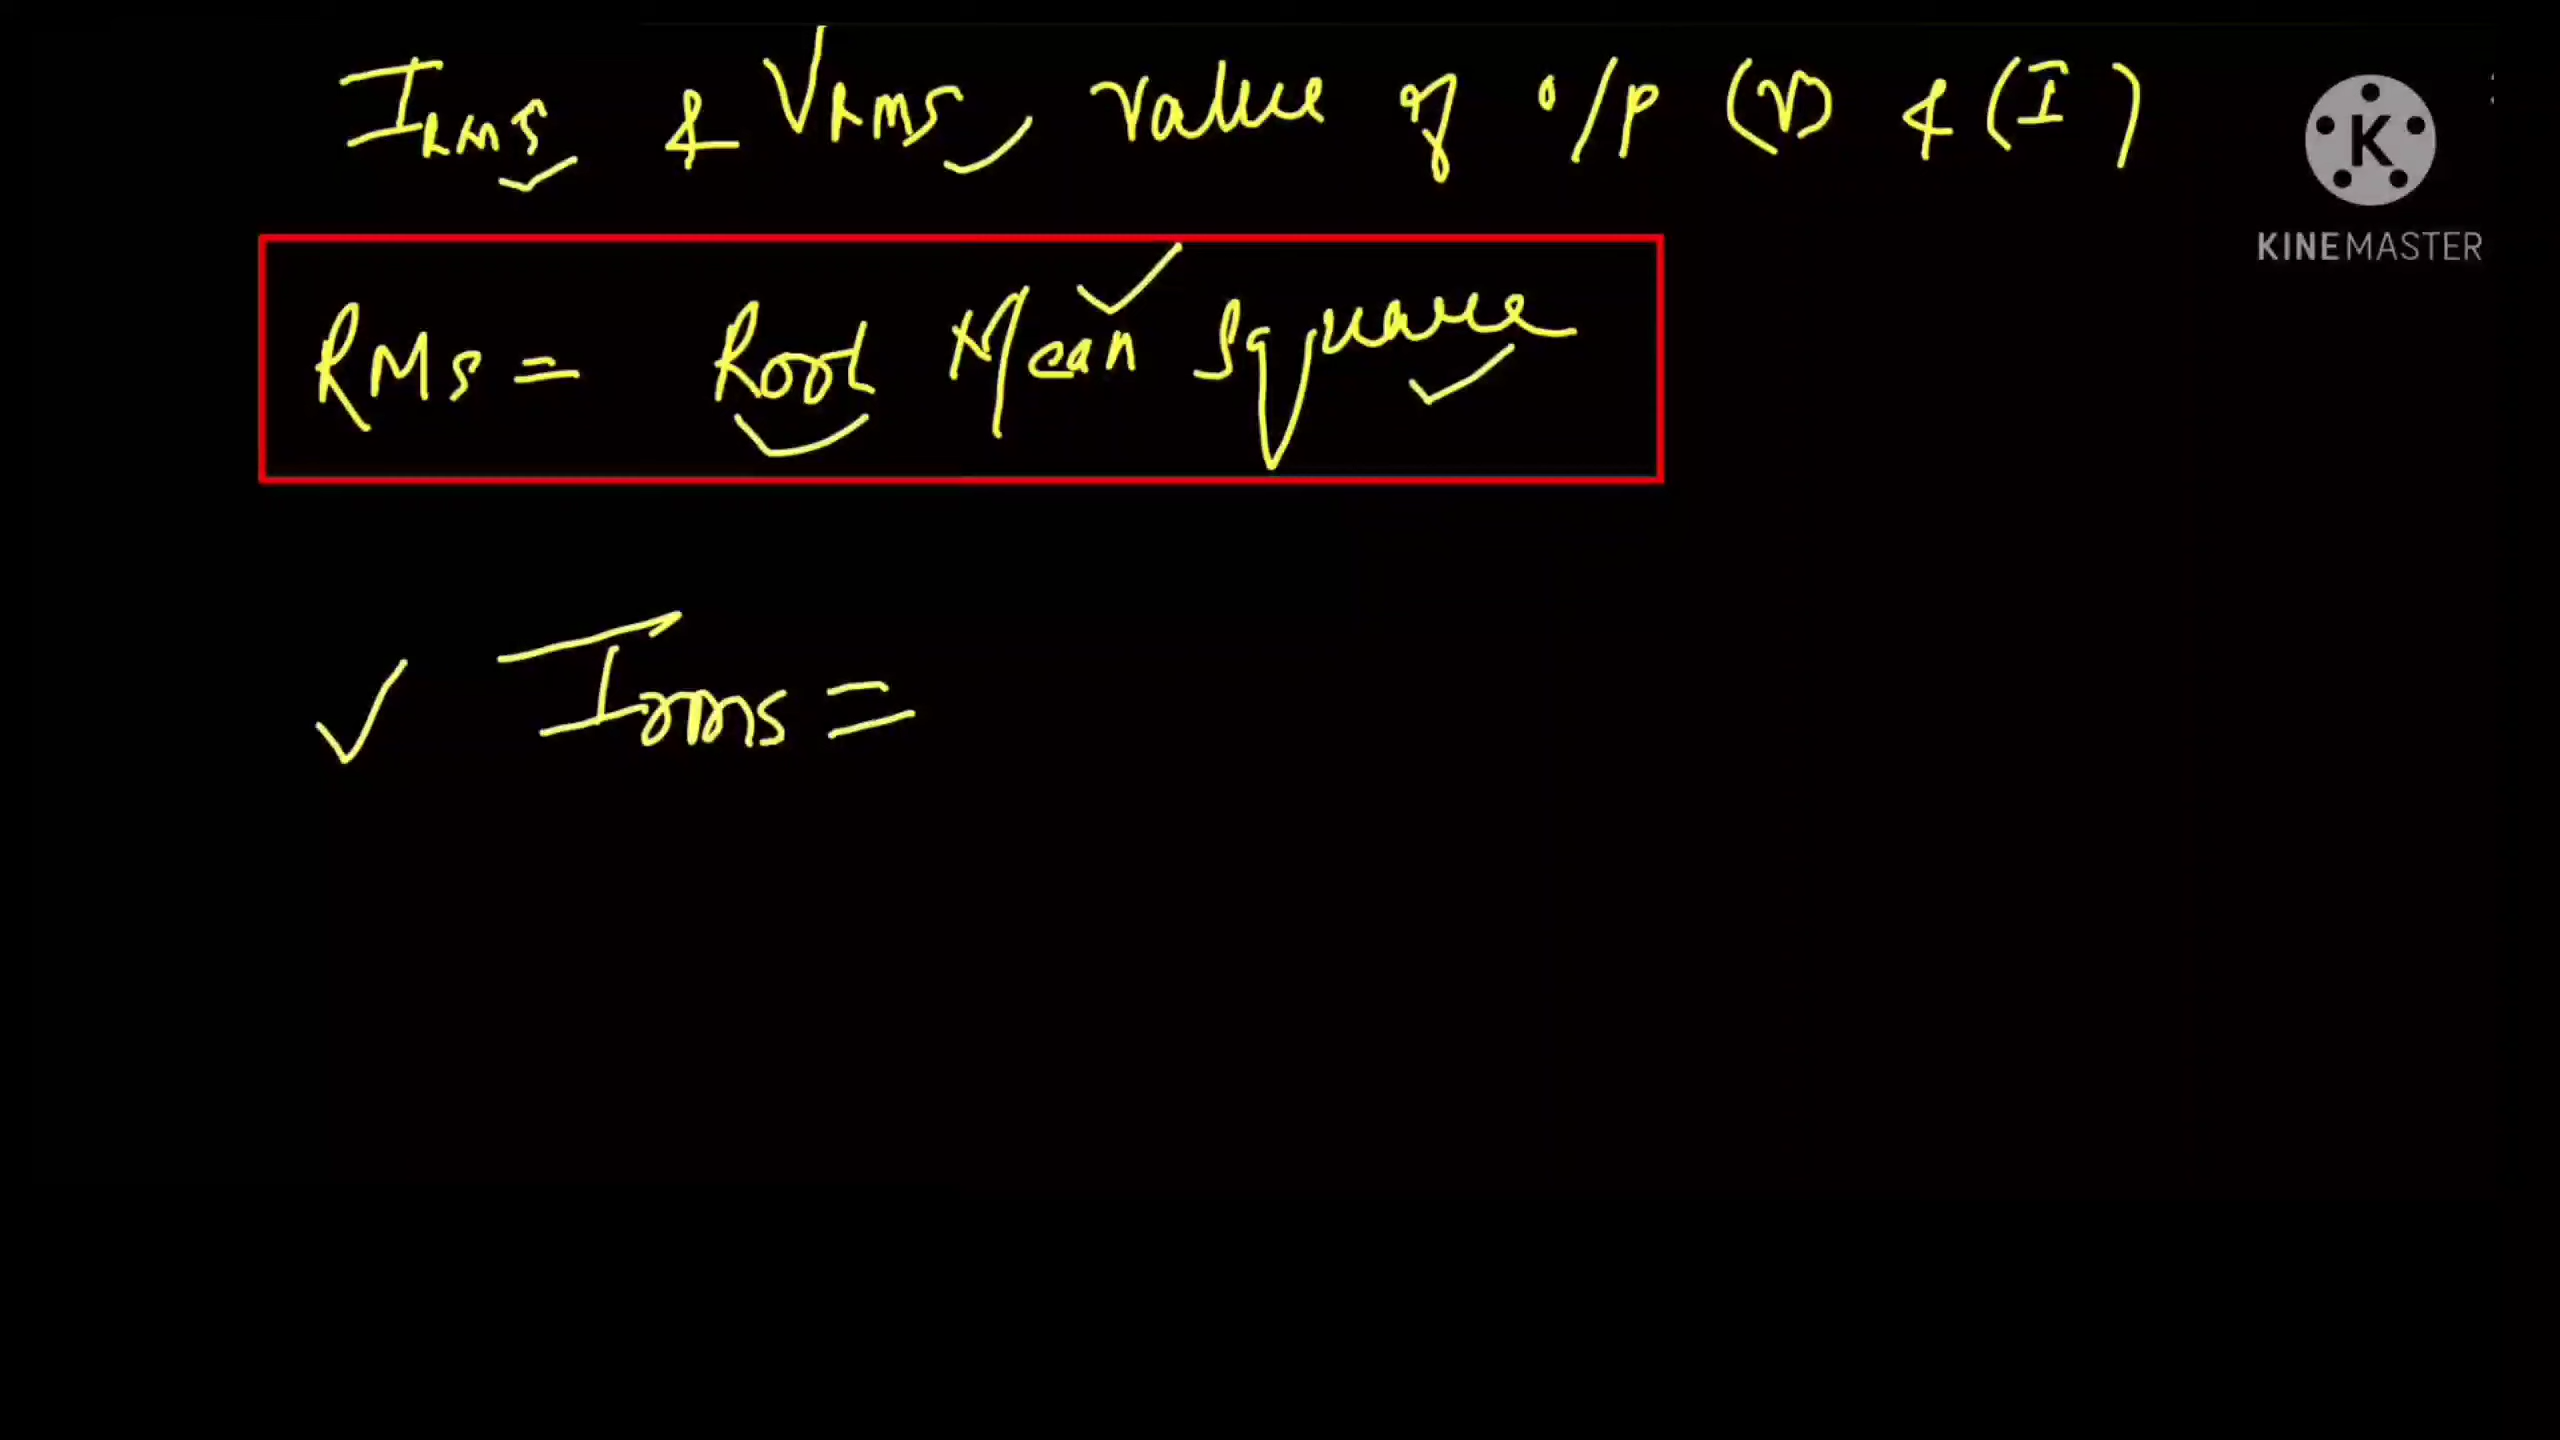 IRMS & VRMS, value of o/p (V) & (I)
K
KINEMASTER
RMS = Root Mean Square
Irms =